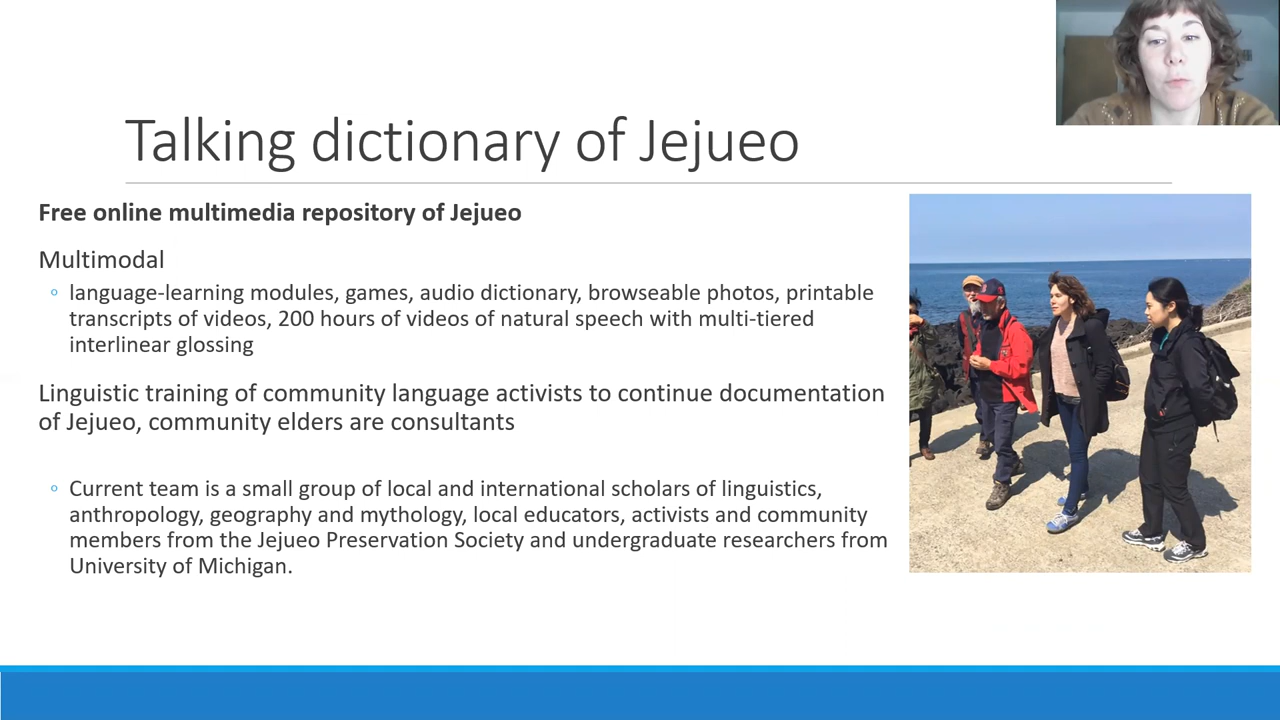 Talking dictionary of Jejueo
Free online multimedia repository of Jejueo
Multimodal
◦ language-learning modules, games, audio dictionary, browseable photos, printable
transcripts of videos, 200 hours of videos of natural speech with multi-tiered
interlinear glossing
Linguistic training of community language activists to continue documentation
of Jejueo, community elders are consultants
◦ Current team is a small group of local and international scholars of linguistics,
anthropology, geography and mythology, local educators, activists and community
members from the Jejueo Preservation Society and undergraduate researchers from
University of Michigan.